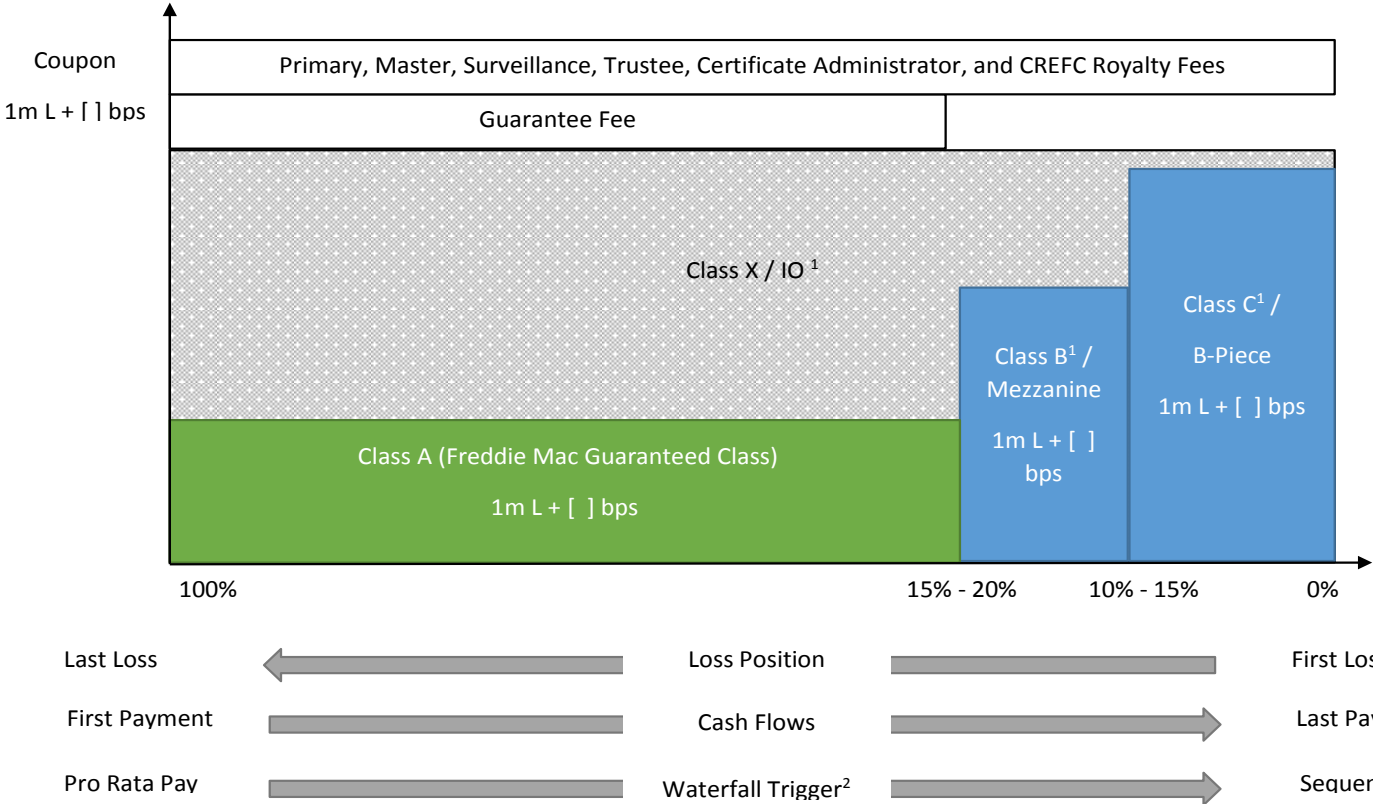 Coupon
1m L + [ ] bps
Primary, Master, Surveillance, Trustee, Certificate Administrator, and CREFC Royalty Fees
Guarantee Fee
Class X / IO 1
Class A (Freddie Mac Guaranteed Class)
1m L + [ ] bps
Class B1 /
Mezzanine
1m L + [ ]
bps
Class C1 /
B-Piece
1m L + [ ] bps
100%
15% - 20%
10% - 15%
0%
Last Loss
Loss Position
First
First Payment
Cash Flows
Last
Pro Rata Pay
Waterfall Trigger2